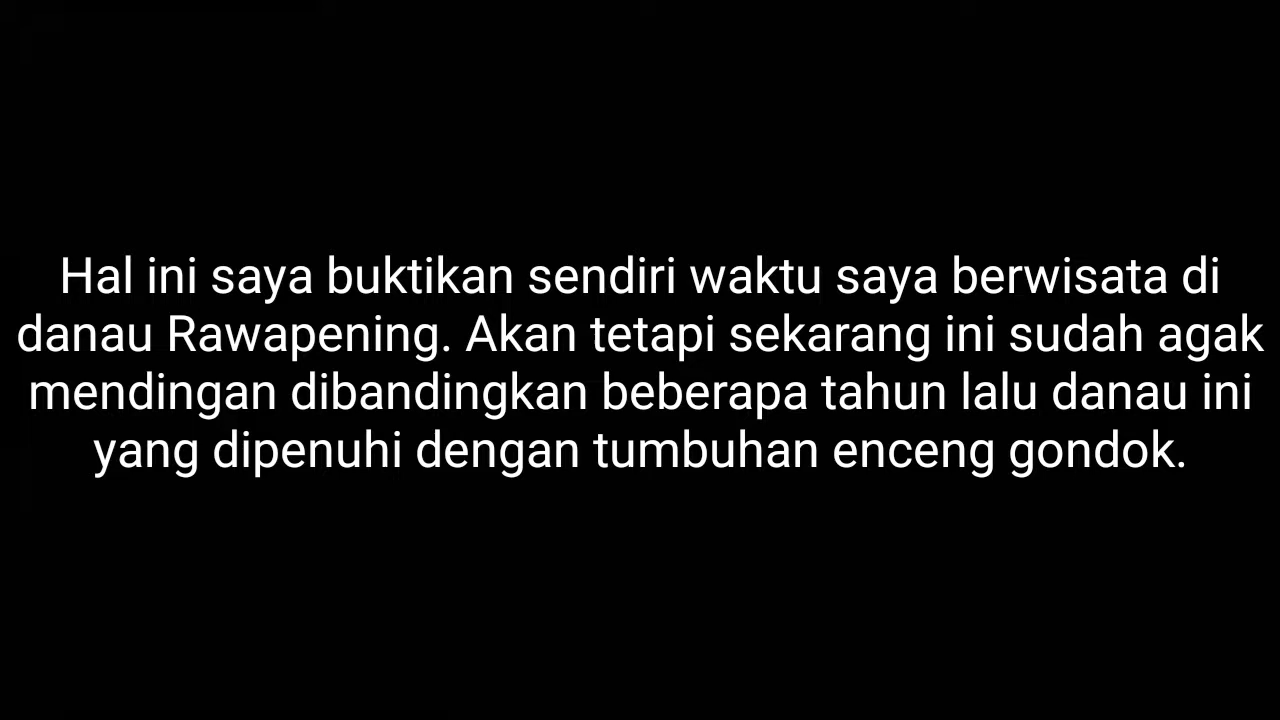 Hal ini saya buktikan sendiri waktu saya berwisata di
danau Rawapening. Akan tetapi sekarang ini sudah agak
mendingan dibandingkan beberapa tahun lalu danau ini
yang dipenuhi dengan tumbuhan enceng gondok.